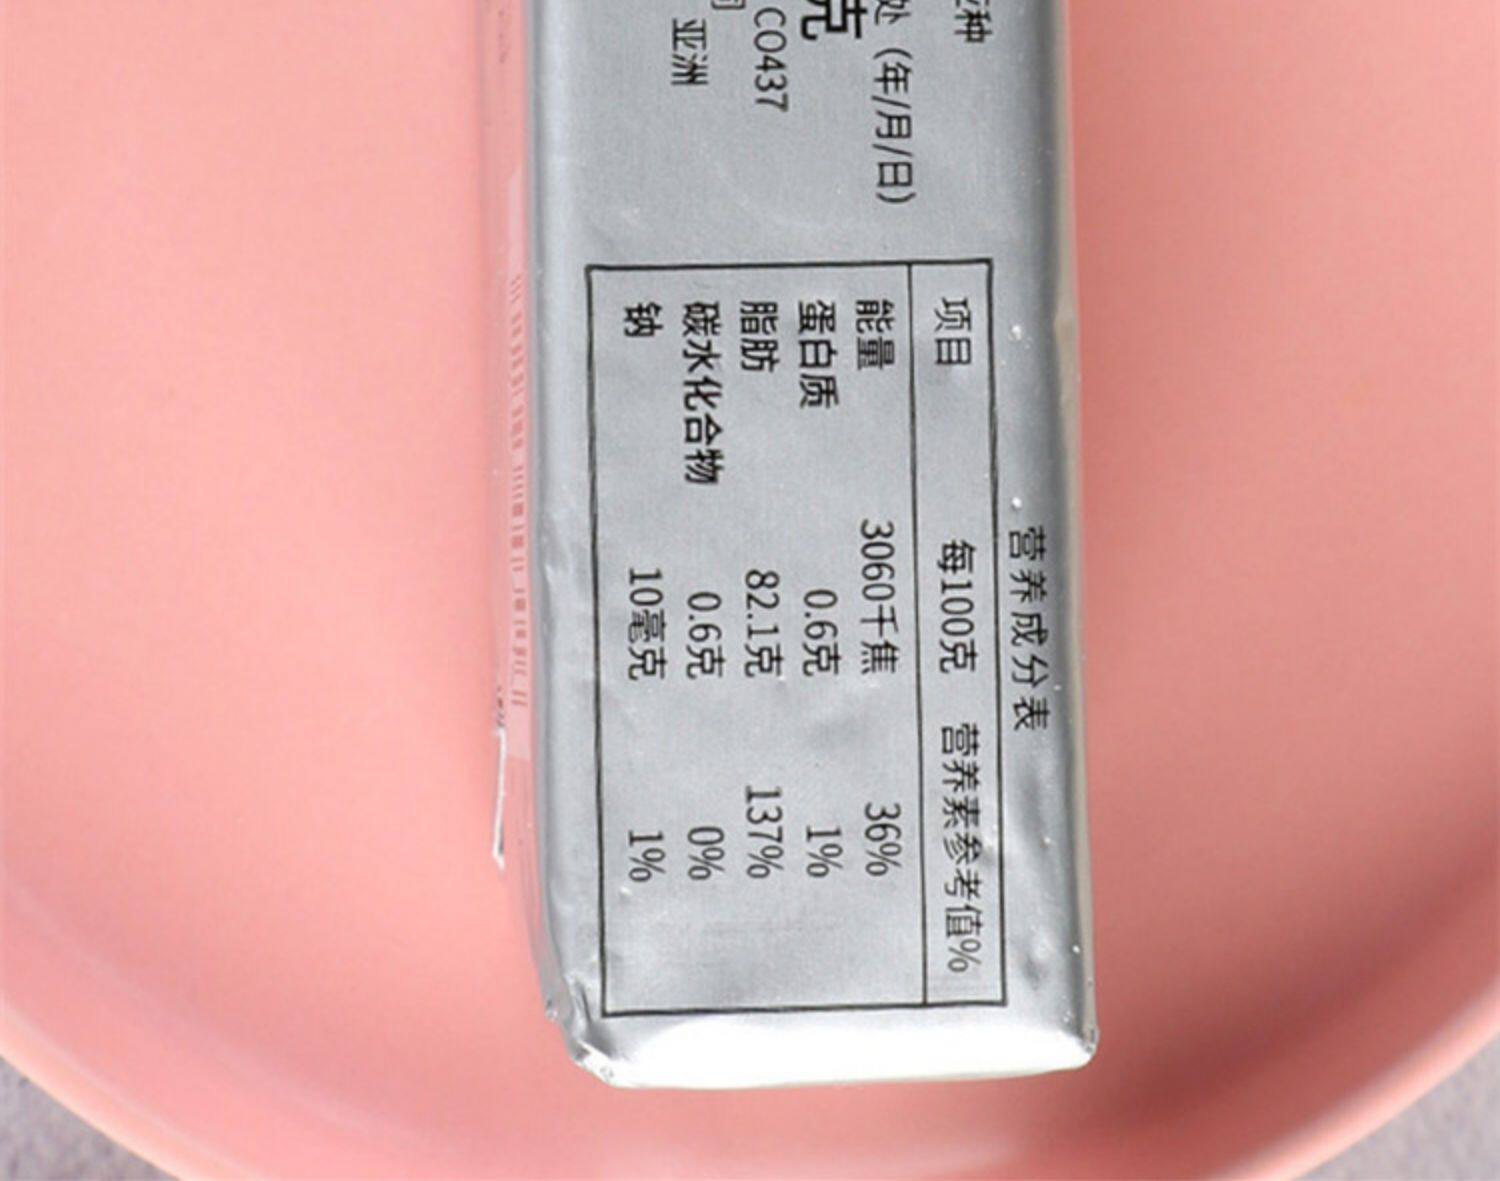 种
处 (年/月/日)
克
CO437
亚洲
营养成分表
项目 每100克 营养素参考值%
能量 3060千焦 36%
蛋白质 0.6克 1%
脂肪 82.1克 137%
碳水化合物 0.6克 0%
钠 10毫克 1%